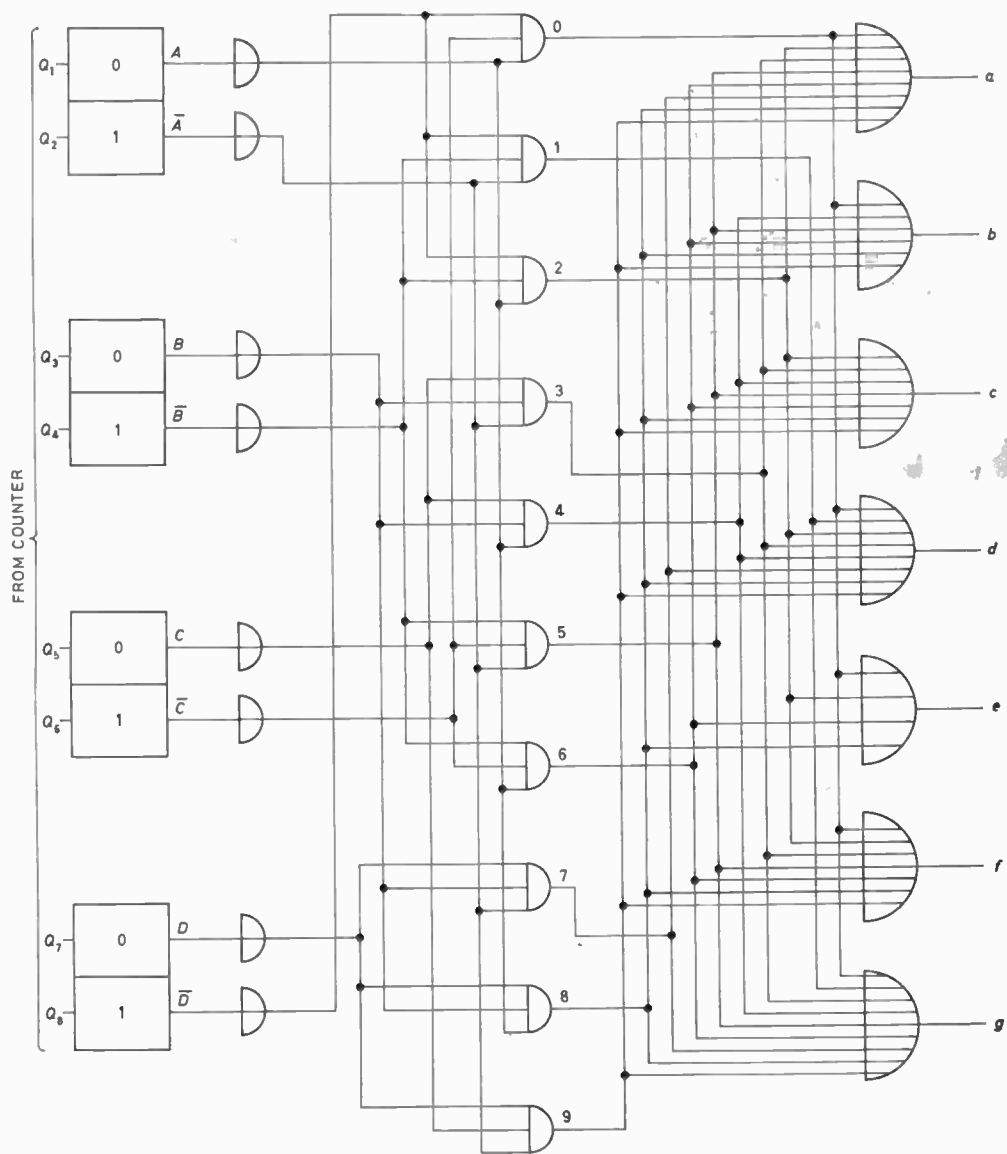 FROM COUNTER
Q1 0 A
Q2 1 A̅
Q3 0 B
Q4 1 B̅
Q5 0 C
Q6 1 C̅
Q7 0 D
Q8 1 D̅
0
1
2
3
4
5
6
7
8
9
a
b
c
d
e
f
g